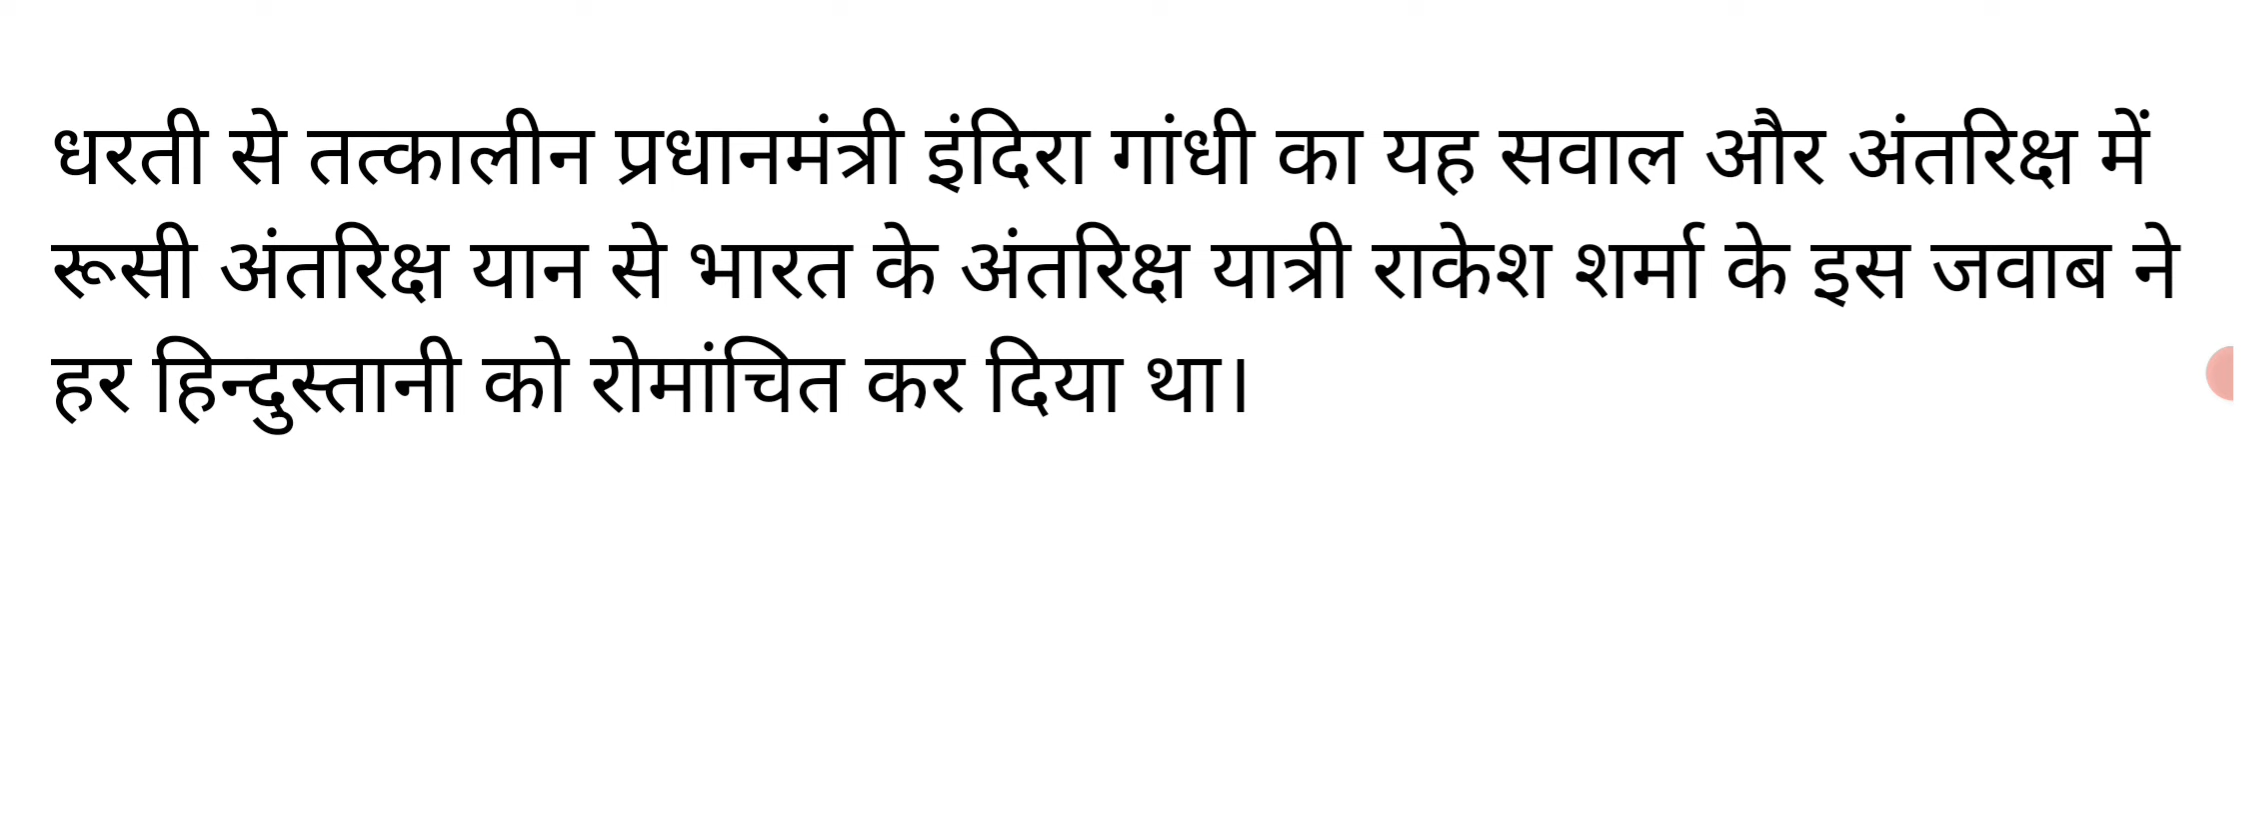 धरती से तत्कालीन प्रधानमंत्री इंदिरा गांधी का यह सवाल और अंतरिक्ष में
रूसी अंतरिक्ष यान से भारत के अंतरिक्ष यात्री राकेश शर्मा के इस जवाब ने
हर हिन्दुस्तानी को रोमांचित कर दिया था।